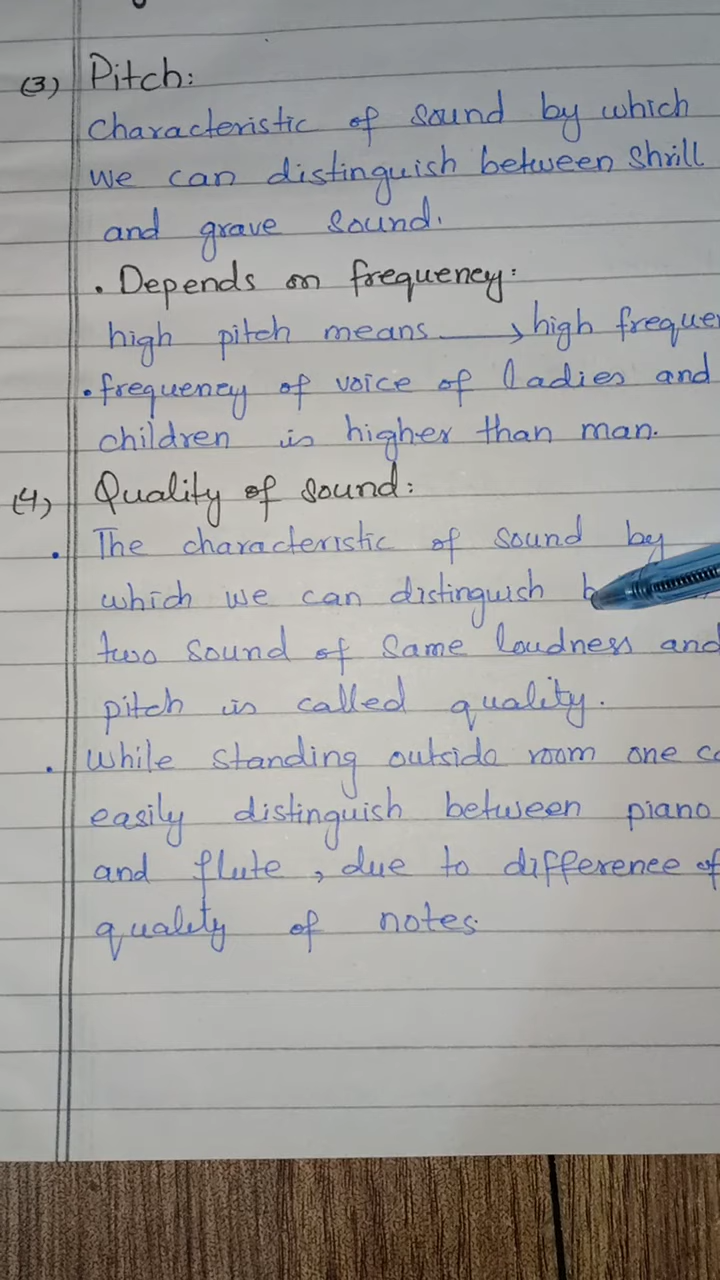 (3) Pitch:
Characteristic of sound by which
we can distinguish between shrill
and grave sound.
. Depends on frequency:
high pitch means → high freque
. frequency of voice of ladies and
children is higher than man.
(4) Quality of sound:
. The characteristic of sound by
which we can distinguish b
two sound of same loudness and
pitch is called quality.
. While standing outside room one c
easily distinguish between piano
and flute, due to difference of
quality of notes.